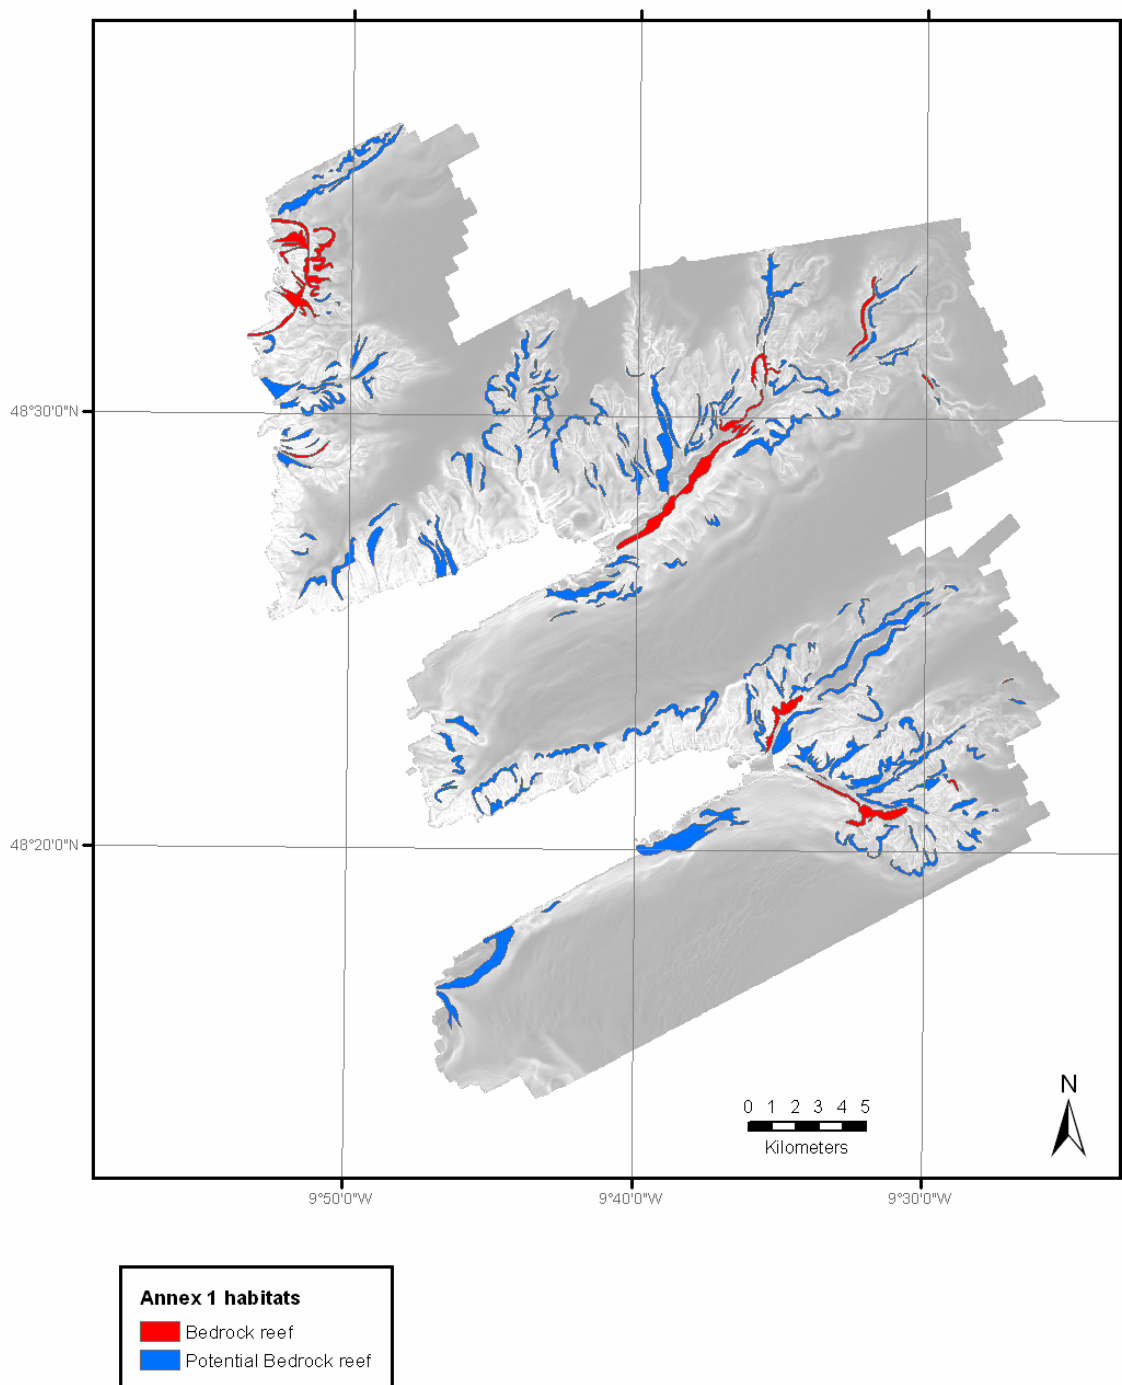 48°30'0"N
48°20'0"N
N
0 1 2 3 4 5
Kilometers
9°50'0"W 9°40'0"W 9°30'0"W
Annex 1 habitats
Bedrock reef
Potential Bedrock reef